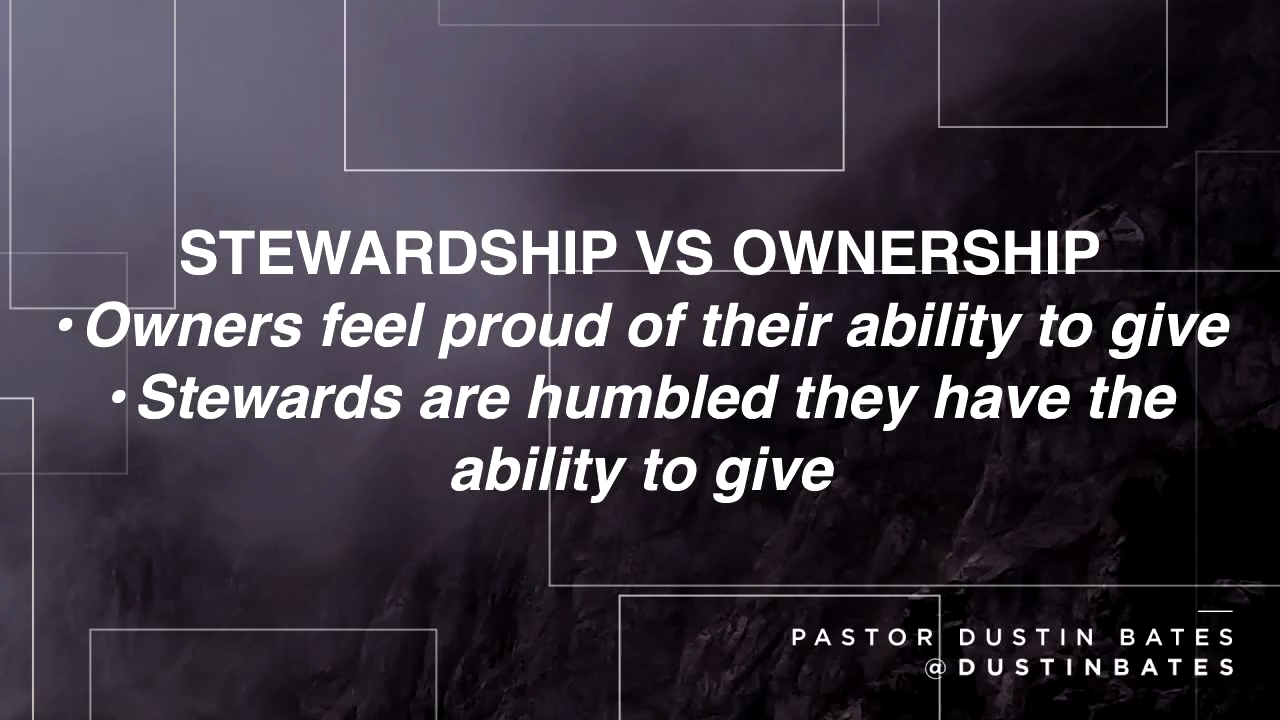 STEWARDSHIP VS OWNERSHIP
• Owners feel proud of their ability to give
• Stewards are humbled they have the
ability to give
PASTOR DUSTIN BATES
@DUSTINBATES